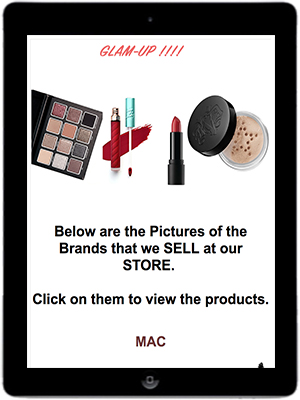 GLAM-UP !!!!
Below are the Pictures of the
Brands that we SELL at our
STORE.
Click on them to view the products.
MAC